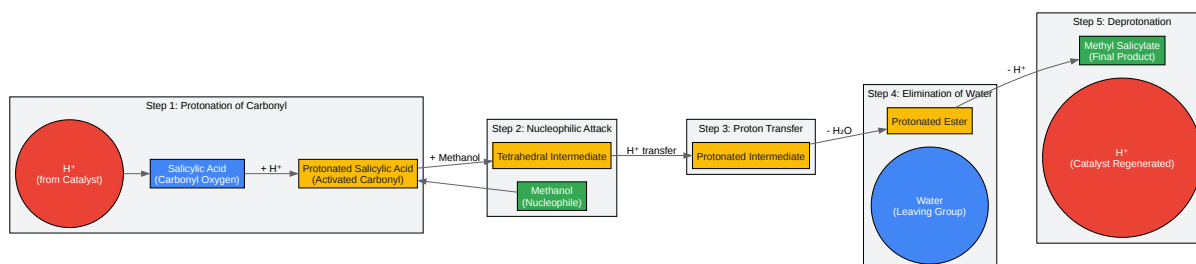 Step 1: Protonation of Carbonyl
H⁺
(from Catalyst)
Salicylic Acid
(Carbonyl Oxygen)
+ H⁺
Protonated Salicylic Acid
(Activated Carbonyl)
+ Methanol
Step 2: Nucleophilic Attack
Tetrahedral Intermediate
Methanol
(Nucleophile)
H⁺ transfer
Step 3: Proton Transfer
Protonated Intermediate
- H₂O
Step 4: Elimination of Water
Protonated Ester
Water
(Leaving Group)
- H⁺
Step 5: Deprotonation
Methyl Salicylate
(Final Product)
H⁺
(Catalyst Regenerated)